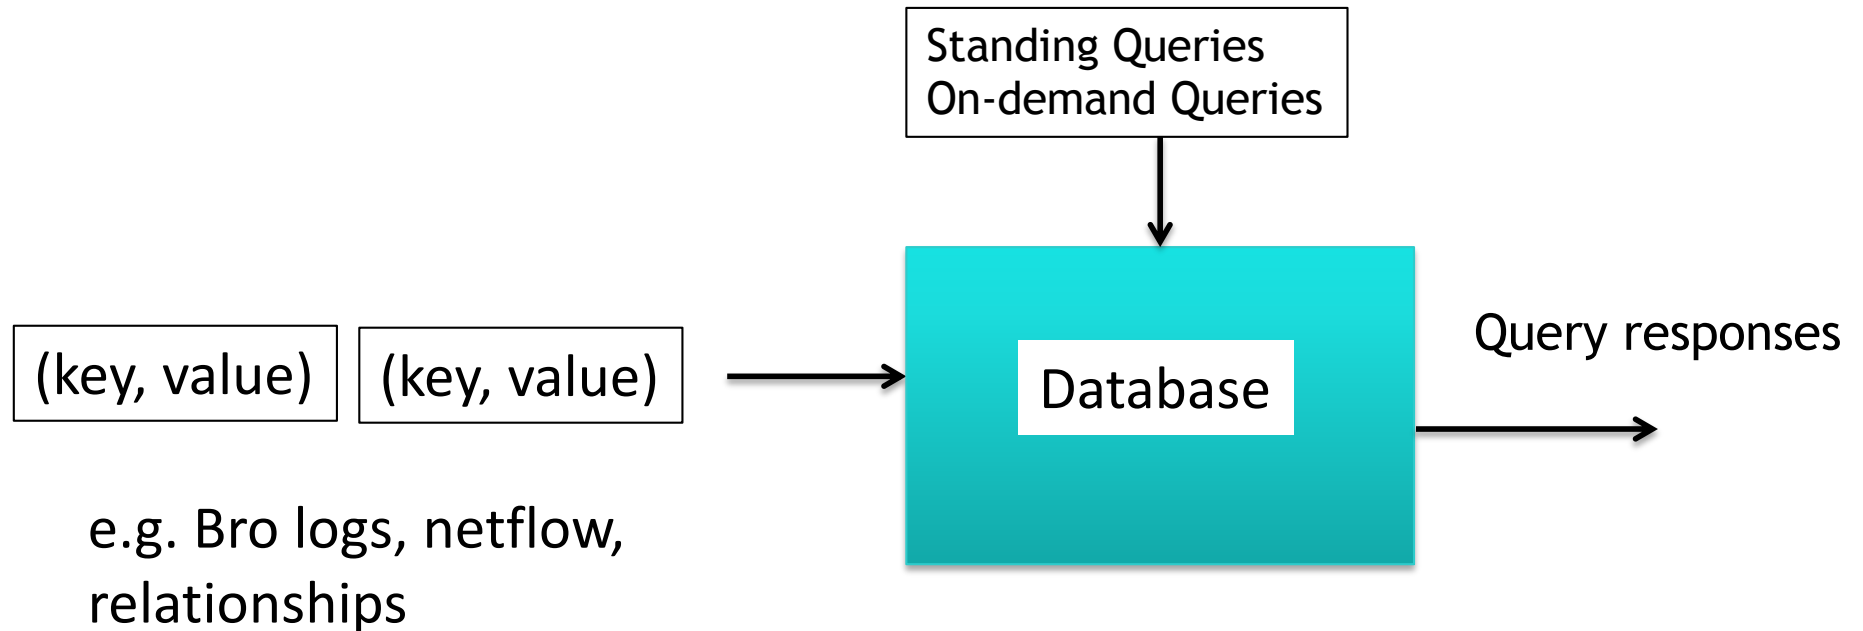 Standing Queries
On-demand Queries
(key, value)
(key, value)
Database
Query responses
e.g. Bro logs, netflow,
relationships